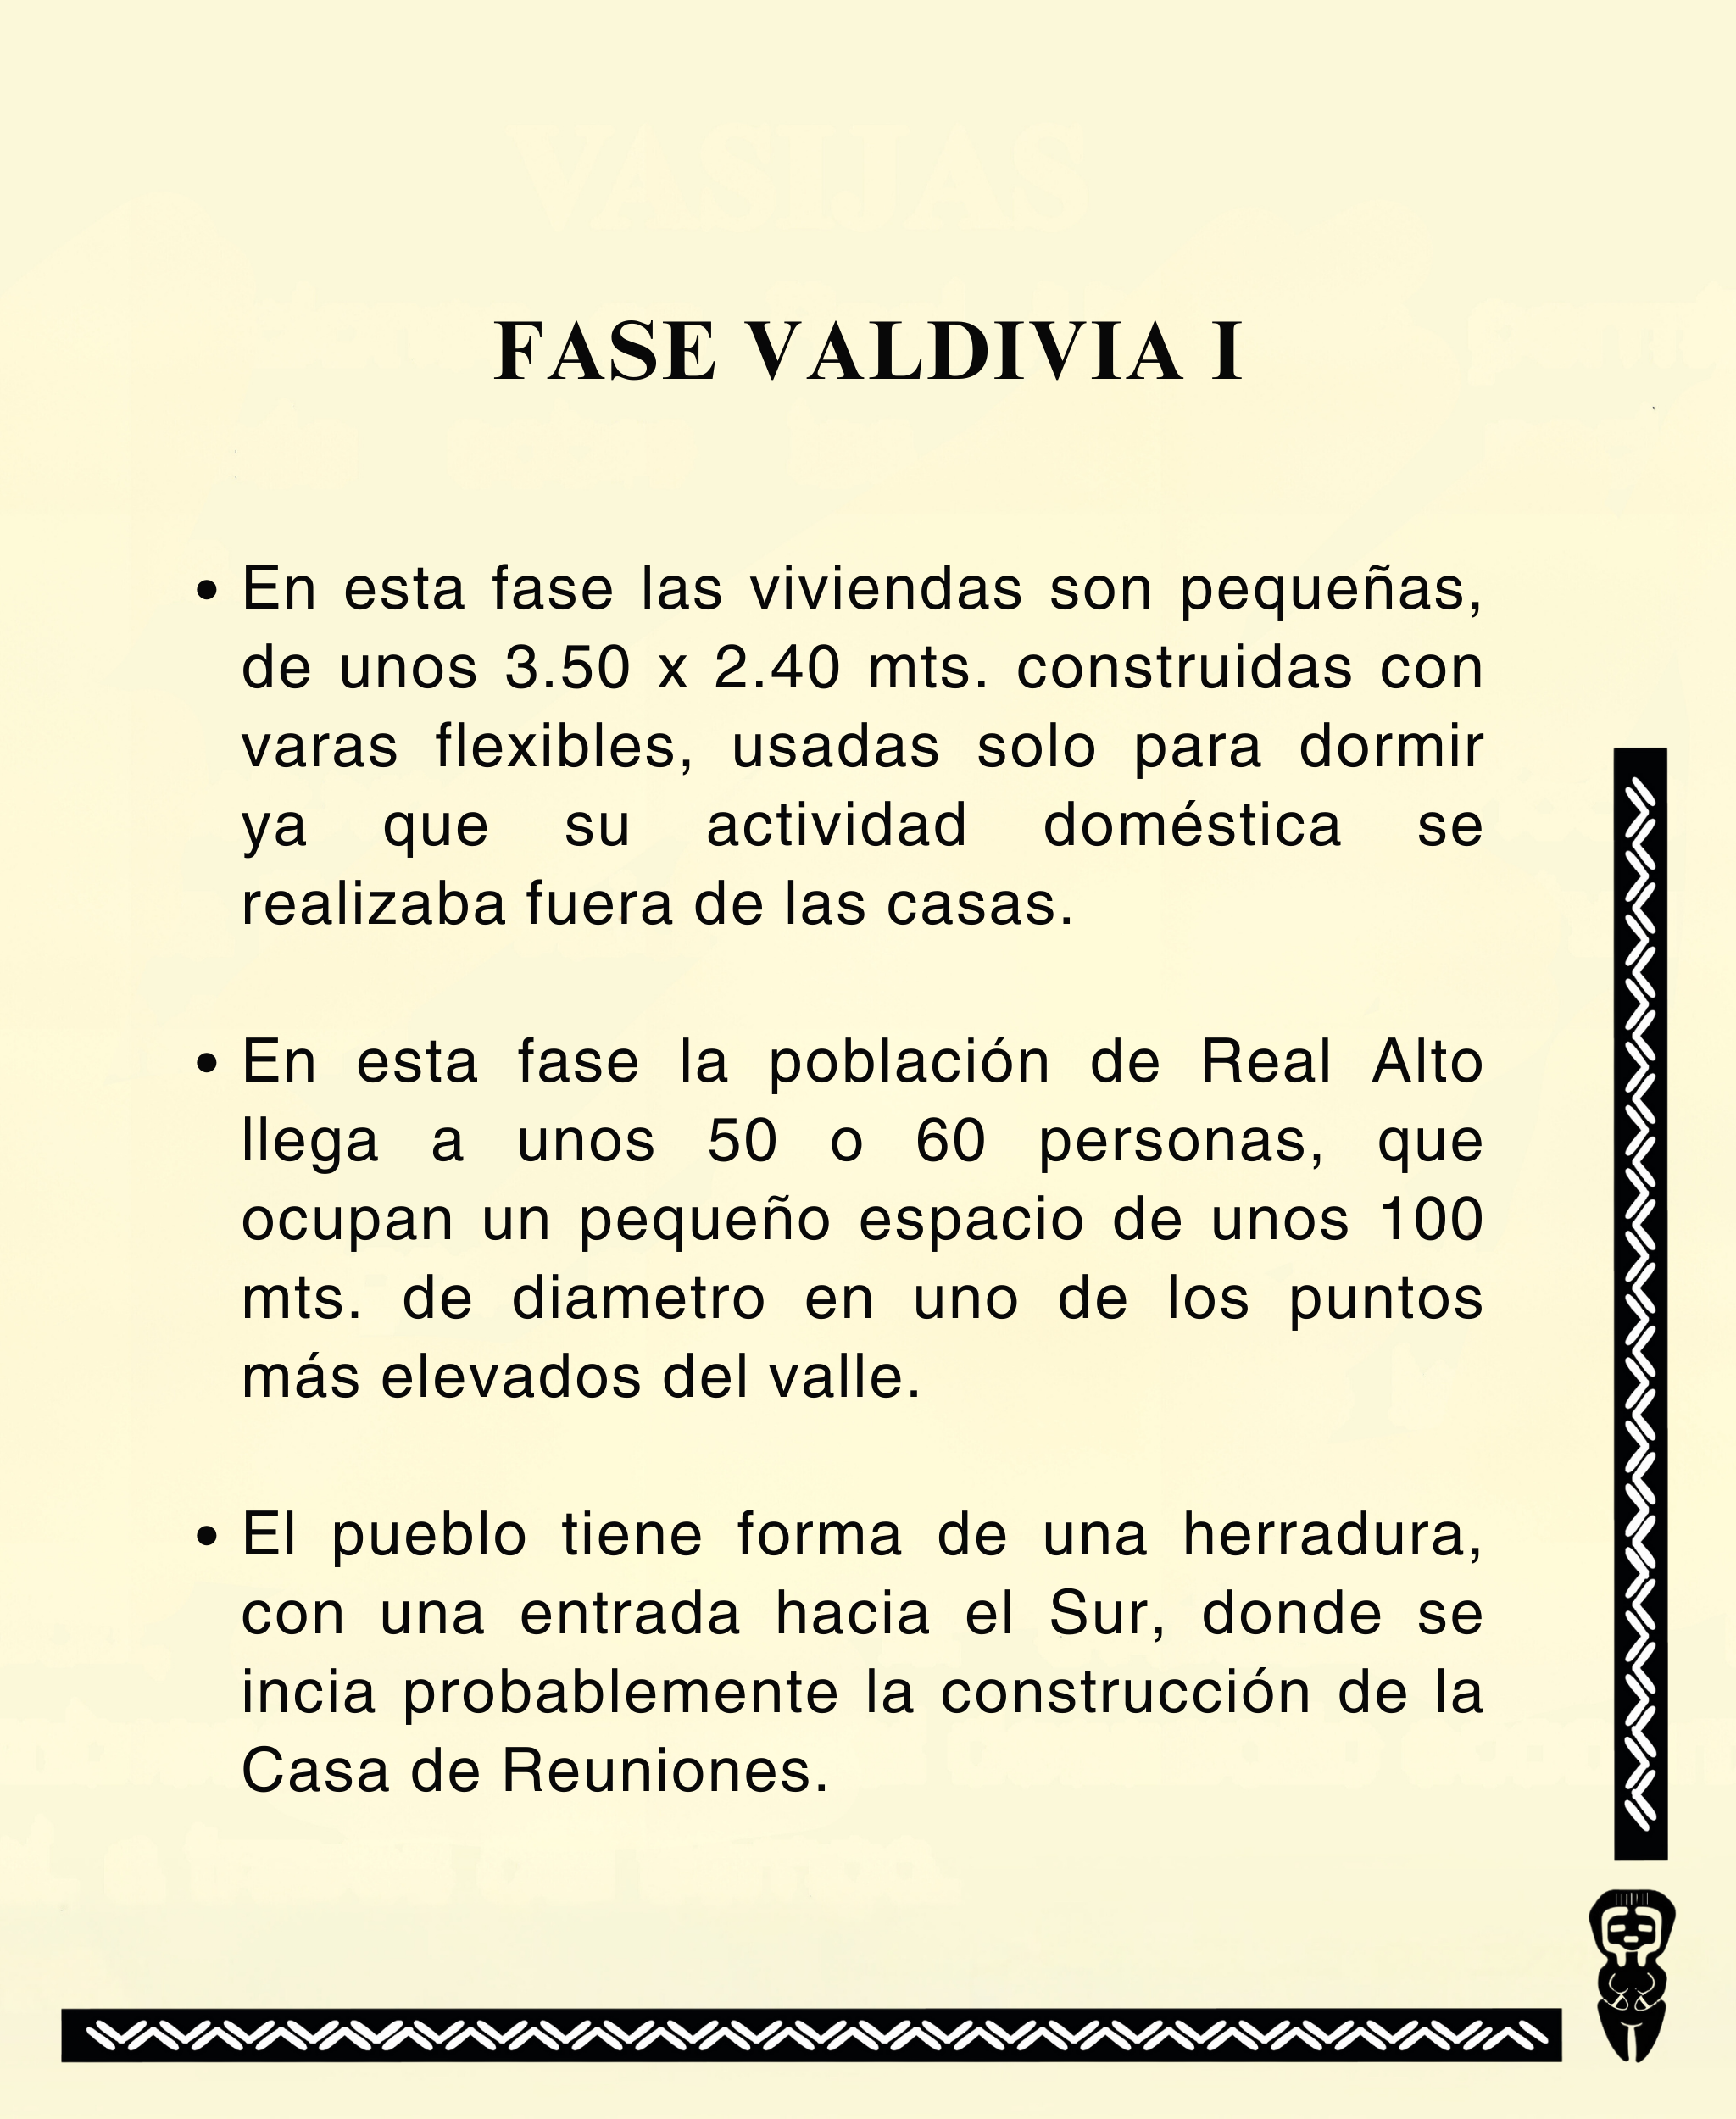 VASIJAS
FASE VALDIVIA I
• En esta fase las viviendas son pequeñas,
de unos 3.50 x 2.40 mts. construidas con
varas flexibles, usadas solo para dormir
ya que su actividad doméstica se
realizaba fuera de las casas.
• En esta fase la población de Real Alto
llega a unos 50 o 60 personas, que
ocupan un pequeño espacio de unos 100
mts. de diametro en uno de los puntos
más elevados del valle.
• El pueblo tiene forma de una herradura,
con una entrada hacia el Sur, donde se
incia probablemente la construcción de la
Casa de Reuniones.